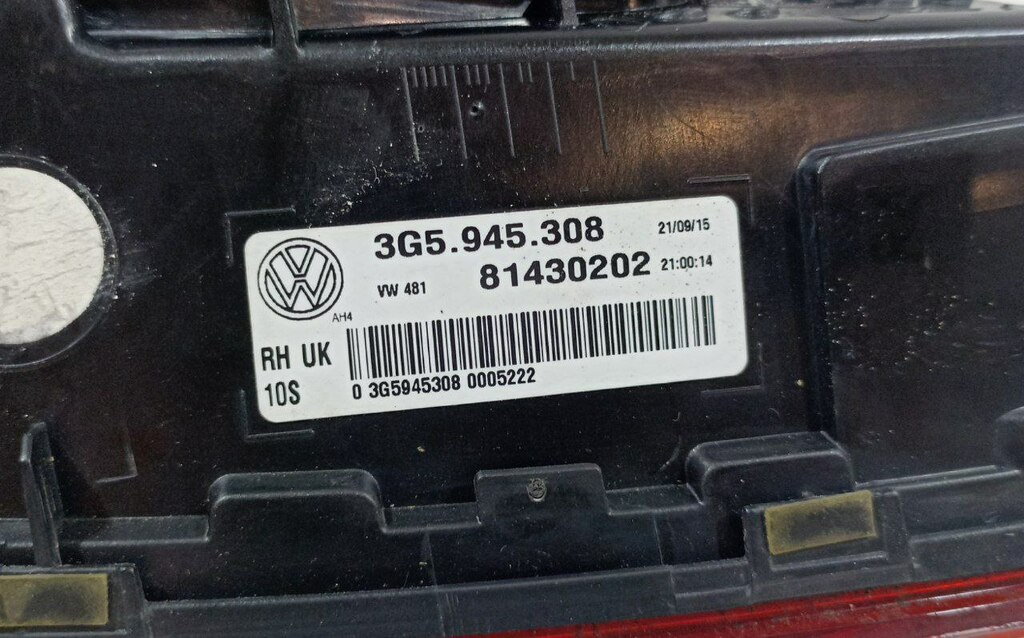 3G5.945.308 21/09/15
VW 481 81430202 21:00:14
AH4
RH UK
10S
0 3G5945308 0005222